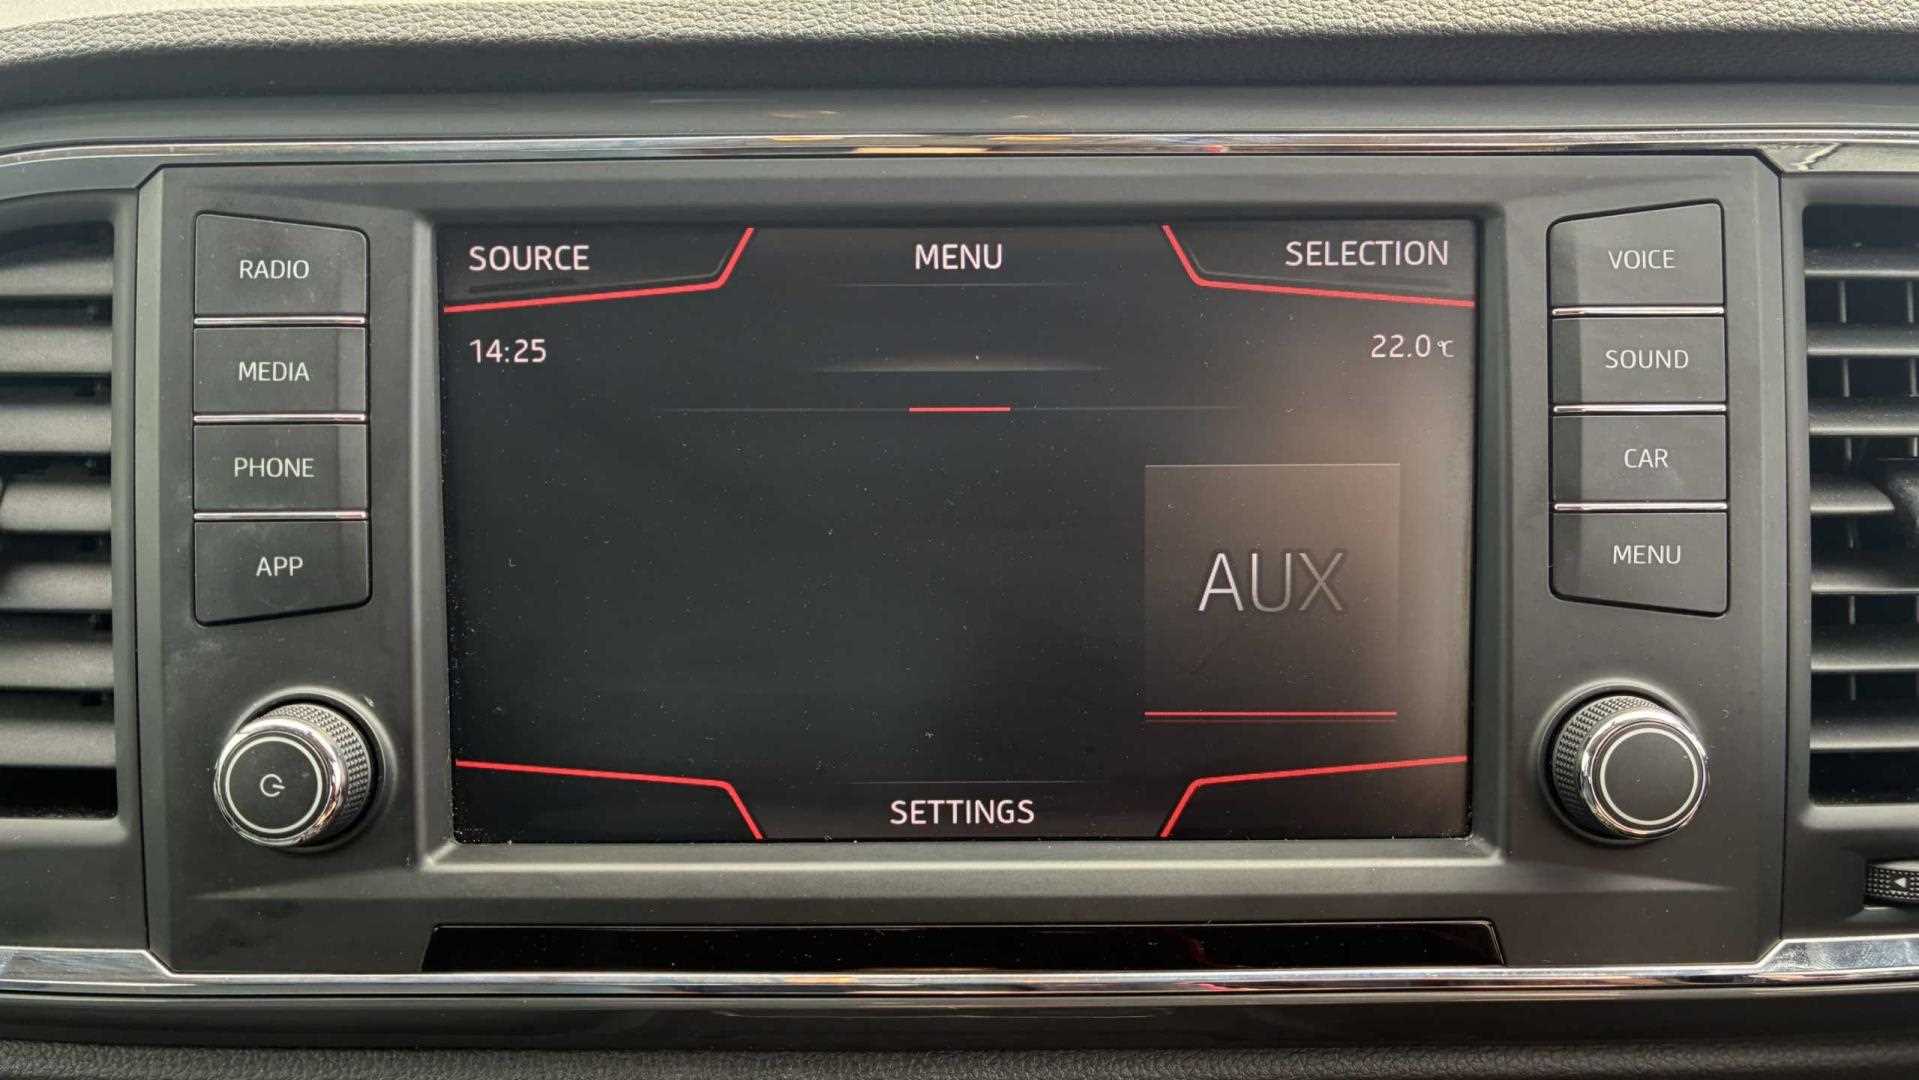 RADIO
MEDIA
PHONE
APP
SOURCE
MENU
SELECTION
14:25
22.0 ℃
AUX
SETTINGS
VOICE
SOUND
CAR
MENU